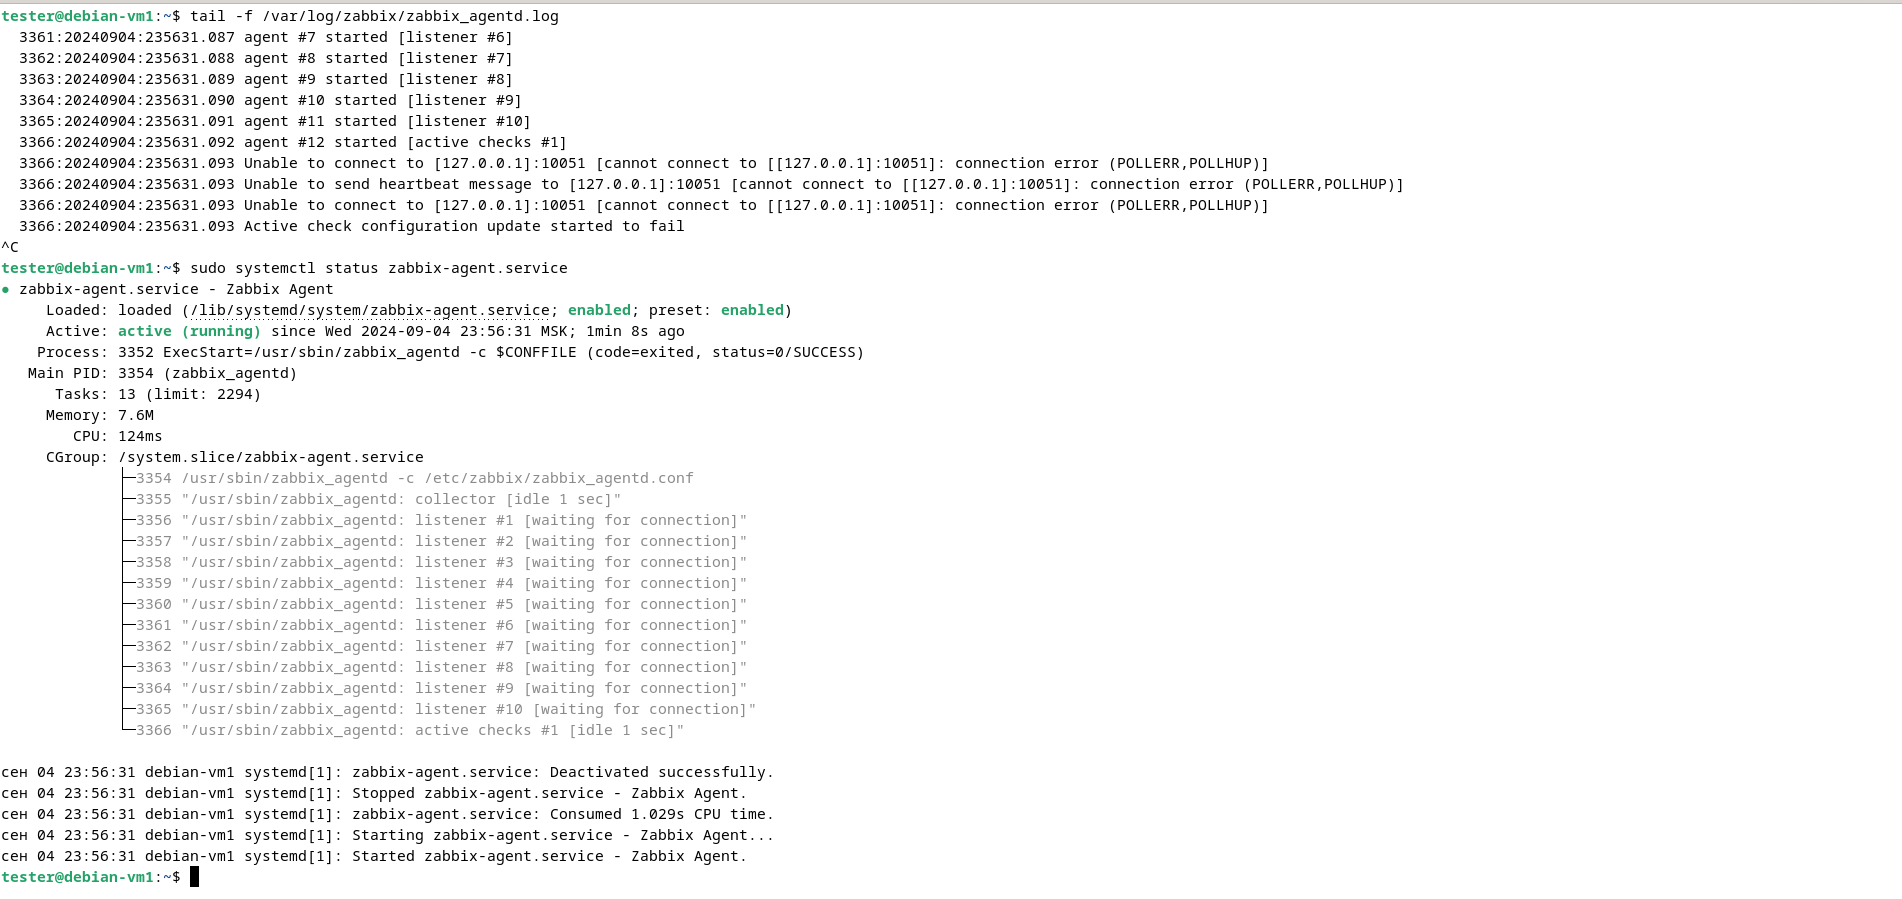 tester@debian-vm1:~$ tail -f /var/log/zabbix/zabbix_agentd.log
  3361:20240904:235631.087 agent #7 started [listener #6]
  3362:20240904:235631.088 agent #8 started [listener #7]
  3363:20240904:235631.089 agent #9 started [listener #8]
  3364:20240904:235631.090 agent #10 started [listener #9]
  3365:20240904:235631.091 agent #11 started [listener #10]
  3366:20240904:235631.092 agent #12 started [active checks #1]
  3366:20240904:235631.093 Unable to connect to [127.0.0.1]:10051 [cannot connect to [[127.0.0.1]:10051]: connection error (POLLERR,POLLHUP)]
  3366:20240904:235631.093 Unable to send heartbeat message to [127.0.0.1]:10051 [cannot connect to [[127.0.0.1]:10051]: connection error (POLLERR,POLLHUP)]
  3366:20240904:235631.093 Unable to connect to [127.0.0.1]:10051 [cannot connect to [[127.0.0.1]:10051]: connection error (POLLERR,POLLHUP)]
  3366:20240904:235631.093 Active check configuration update started to fail
^C
tester@debian-vm1:~$ sudo systemctl status zabbix-agent.service
● zabbix-agent.service - Zabbix Agent
     Loaded: loaded (/lib/systemd/system/zabbix-agent.service; enabled; preset: enabled)
     Active: active (running) since Wed 2024-09-04 23:56:31 MSK; 1min 8s ago
    Process: 3352 ExecStart=/usr/sbin/zabbix_agentd -c $CONFFILE (code=exited, status=0/SUCCESS)
   Main PID: 3354 (zabbix_agentd)
      Tasks: 13 (limit: 2294)
     Memory: 7.6M
        CPU: 124ms
     CGroup: /system.slice/zabbix-agent.service
             ├─3354 /usr/sbin/zabbix_agentd -c /etc/zabbix/zabbix_agentd.conf
             ├─3355 "/usr/sbin/zabbix_agentd: collector [idle 1 sec]"
             ├─3356 "/usr/sbin/zabbix_agentd: listener #1 [waiting for connection]"
             ├─3357 "/usr/sbin/zabbix_agentd: listener #2 [waiting for connection]"
             ├─3358 "/usr/sbin/zabbix_agentd: listener #3 [waiting for connection]"
             ├─3359 "/usr/sbin/zabbix_agentd: listener #4 [waiting for connection]"
             ├─3360 "/usr/sbin/zabbix_agentd: listener #5 [waiting for connection]"
             ├─3361 "/usr/sbin/zabbix_agentd: listener #6 [waiting for connection]"
             ├─3362 "/usr/sbin/zabbix_agentd: listener #7 [waiting for connection]"
             ├─3363 "/usr/sbin/zabbix_agentd: listener #8 [waiting for connection]"
             ├─3364 "/usr/sbin/zabbix_agentd: listener #9 [waiting for connection]"
             ├─3365 "/usr/sbin/zabbix_agentd: listener #10 [waiting for connection]"
             └─3366 "/usr/sbin/zabbix_agentd: active checks #1 [idle 1 sec]"

сен 04 23:56:31 debian-vm1 systemd[1]: zabbix-agent.service: Deactivated successfully.
сен 04 23:56:31 debian-vm1 systemd[1]: Stopped zabbix-agent.service - Zabbix Agent.
сен 04 23:56:31 debian-vm1 systemd[1]: zabbix-agent.service: Consumed 1.029s CPU time.
сен 04 23:56:31 debian-vm1 systemd[1]: Starting zabbix-agent.service - Zabbix Agent...
сен 04 23:56:31 debian-vm1 systemd[1]: Started zabbix-agent.service - Zabbix Agent.
tester@debian-vm1:~$